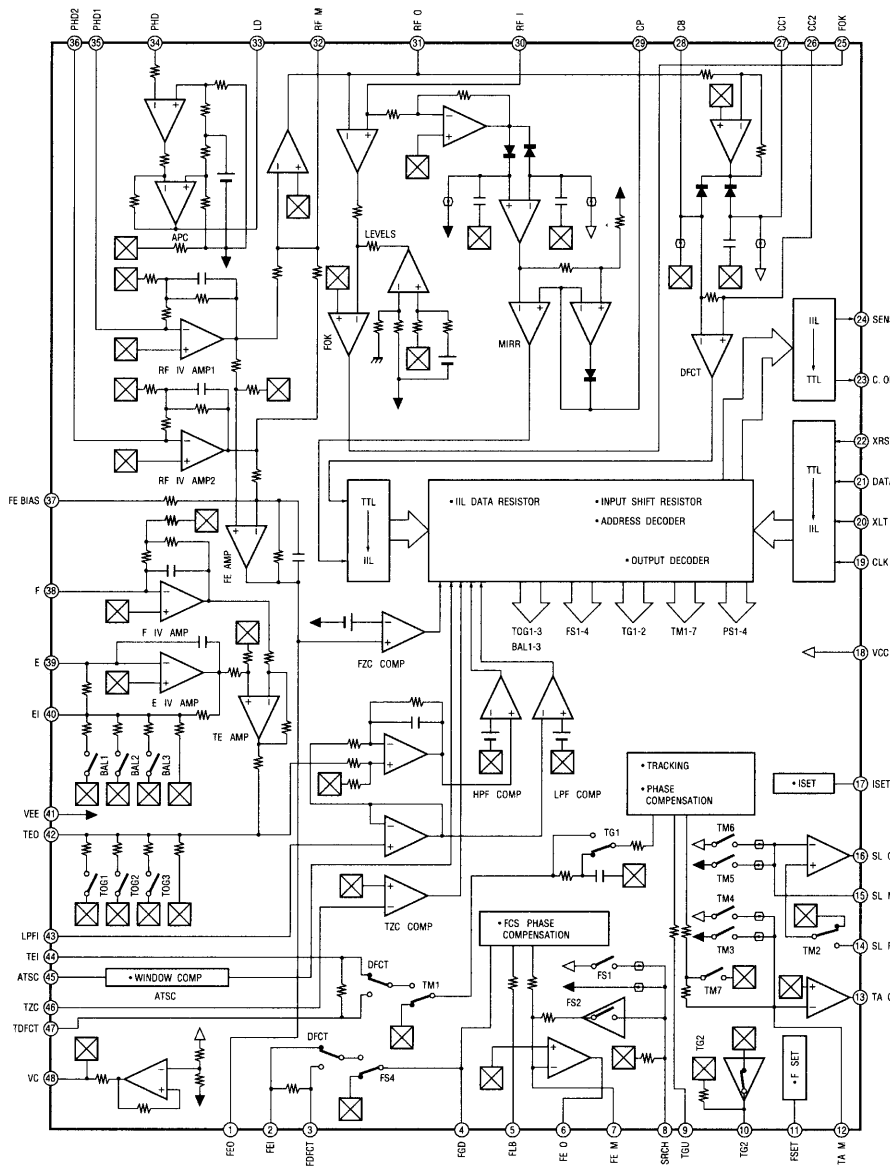 PHD2
PHD1
PHD
LD
RF M
RF O
RF I
CP
CB
CC1
CC2
FOK
36
35
34
33
32
31
30
29
28
27
26
25
APC
LEVELS
FOK
MIRR
DFCT
RF IV AMP1
RF IV AMP2
IIL
TTL
24 SENS
23 C. O
TTL
IIL
22 XRS
21 DATA
20 XLT
19 CLK
FE BIAS 37
FE AMP
TTL
IIL
• IIL DATA RESISTOR
• INPUT SHIFT RESISTOR
• ADDRESS DECODER
• OUTPUT DECODER
TOG1-3
BAL1-3
FS1-4
TG1-2
TM1-7
PS1-4
F 38
F IV AMP
FZC COMP
18 VCC
E 39
E IV AMP
EI 40
TE AMP
BAL1
BAL2
BAL3
HPF COMP
LPF COMP
• TRACKING
• PHASE
COMPENSATION
• ISET
17 ISET
VEE 41
TEO 42
TOG1
TOG2
TOG3
TG1
TM6
TM5
16 SL O
15 SL M
TZC COMP
TM4
TM3
TM2
14 SL P
LPFI 43
TEI 44
ATSC 45
• WINDOW COMP
ATSC
DFCT
TM1
• FCS PHASE
COMPENSATION
FS1
FS2
TM7
13 TA O
TZC 46
TDFCT 47
VC 48
DFCT
FS4
TG2
• F SET
1
2
3
4
5
6
7
8
9
10
11
12
FEO
FEI
FDFCT
FGD
FLB
FE O
FE M
SRCH
TGU
TG2
FSET
TA M